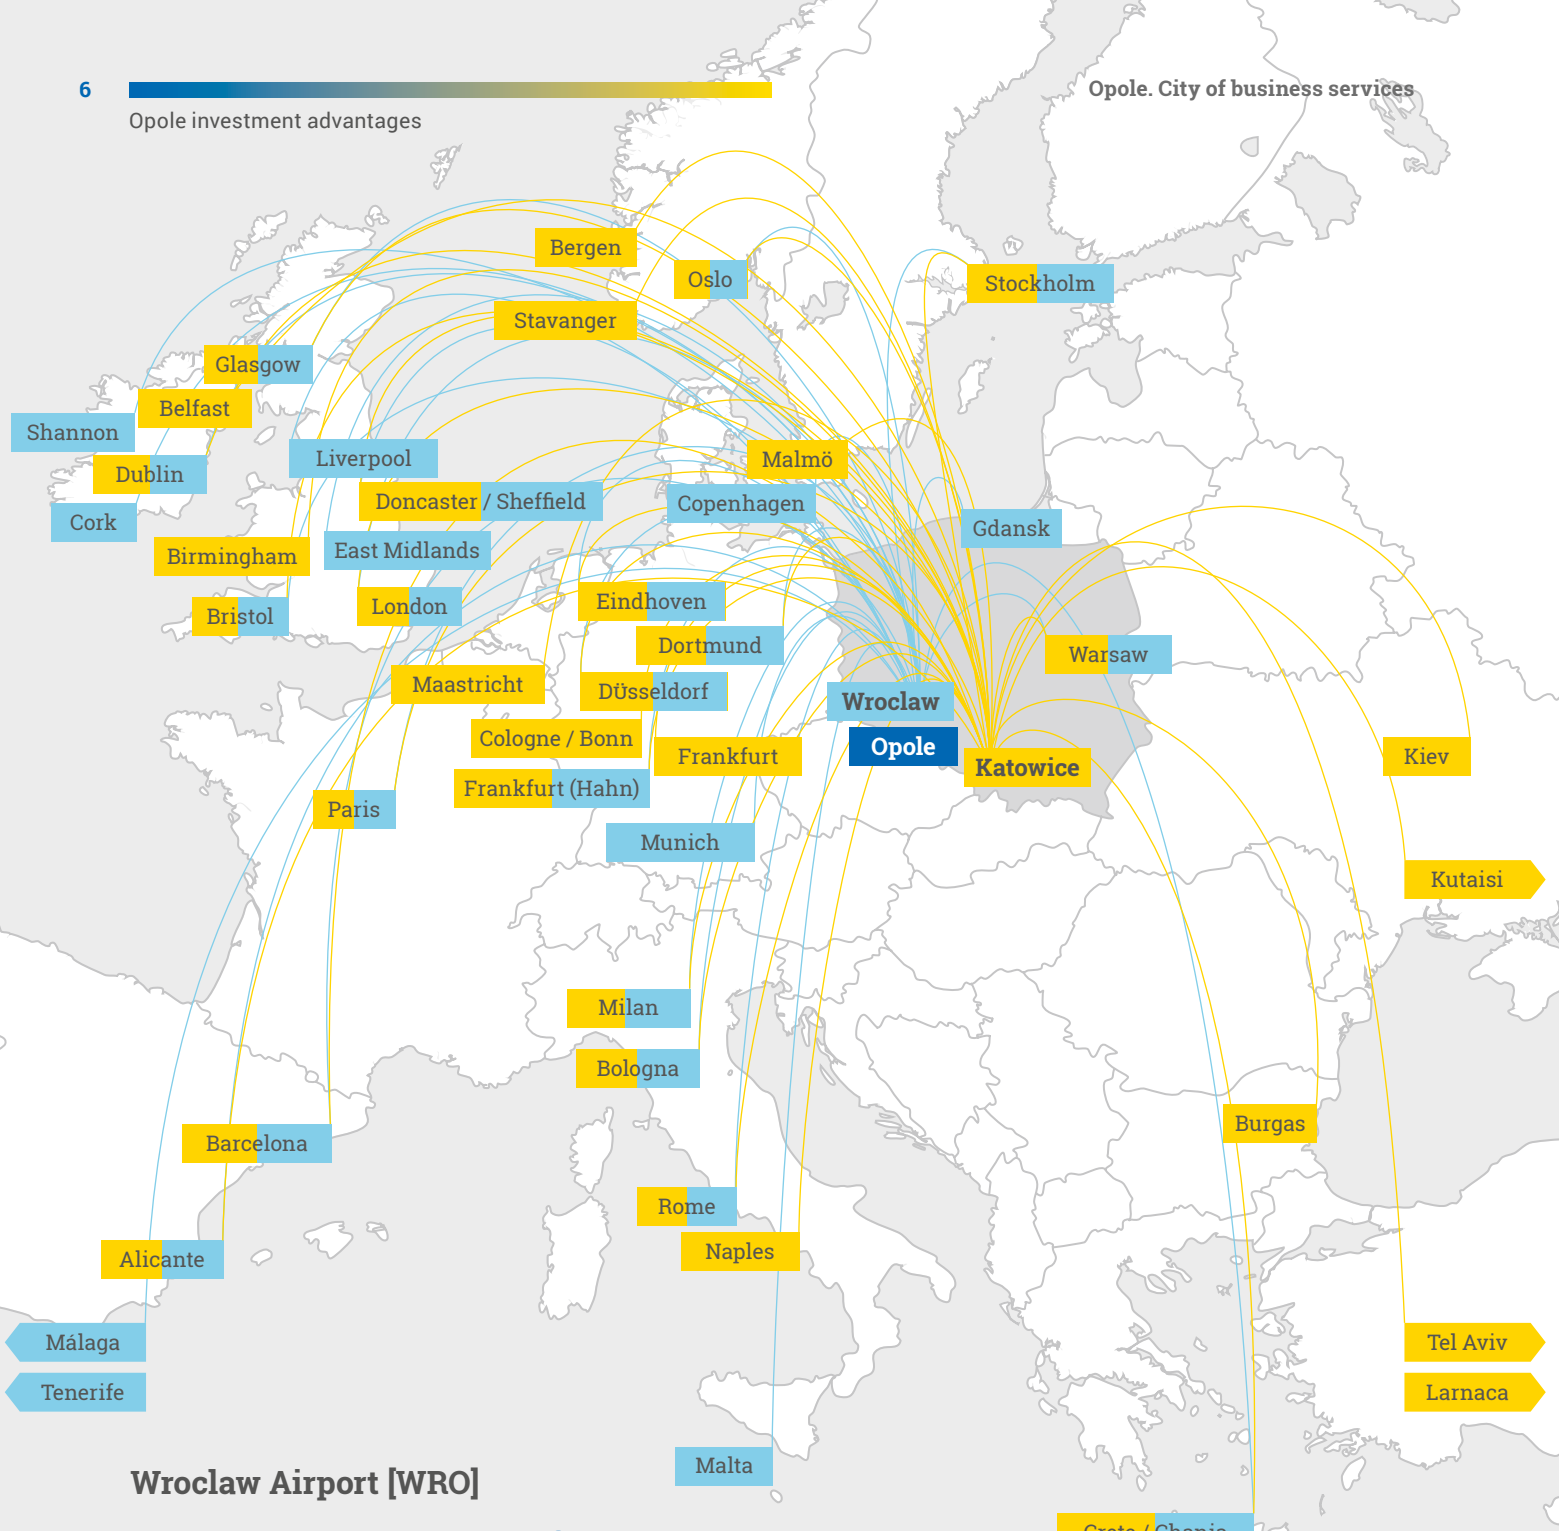 6
Opole. City of business services
Opole investment advantages
Bergen
Oslo
Stockholm
Stavanger
Glasgow
Belfast
Shannon
Liverpool
Malmö
Dublin
Doncaster / Sheffield
Copenhagen
Cork
Gdansk
Birmingham
East Midlands
Bristol
London
Eindhoven
Dortmund
Warsaw
Maastricht
DÜsseldorf
Wroclaw
Cologne / Bonn
Opole
Frankfurt
Katowice
Kiev
Frankfurt (Hahn)
Paris
Munich
Kutaisi
Milan
Bologna
Burgas
Barcelona
Rome
Naples
Alicante
Málaga
Tel Aviv
Tenerife
Larnaca
Malta
Wroclaw Airport [WRO]
Crete / Chania